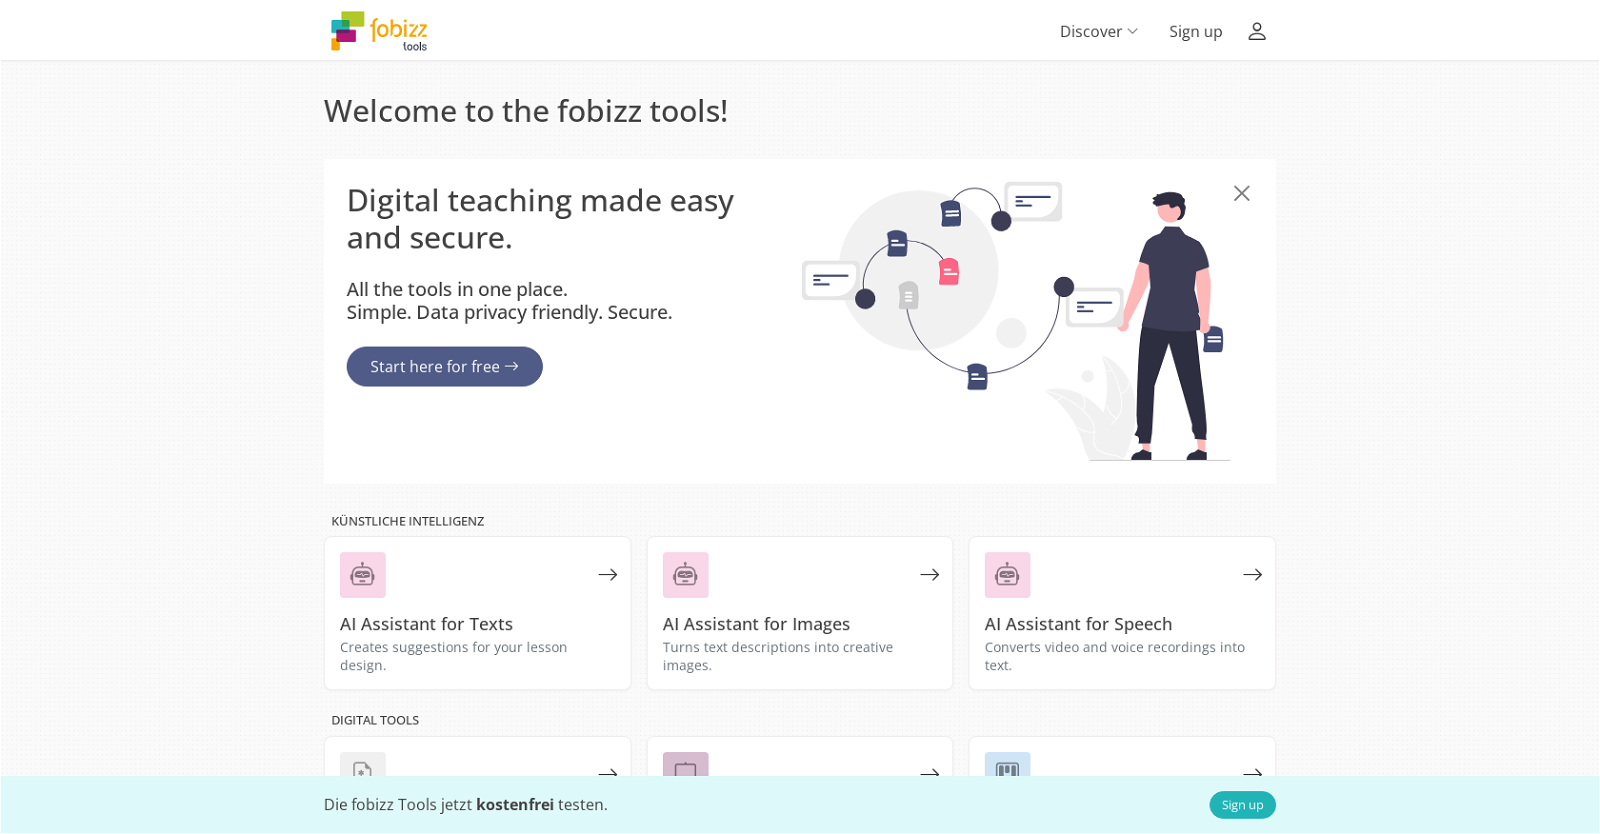 fobizz
tools
Discover
Sign up
Welcome to the fobizz tools!
Digital teaching made easy
and secure.
All the tools in one place.
Simple. Data privacy friendly. Secure.
Start here for free
KÜNSTLICHE INTELLIGENZ
AI Assistant for Texts
Creates suggestions for your lesson
design.
AI Assistant for Images
Turns text descriptions into creative
images.
AI Assistant for Speech
Converts video and voice recordings into
text.
DIGITAL TOOLS
Die fobizz Tools jetzt kostenfrei testen.
Sign up